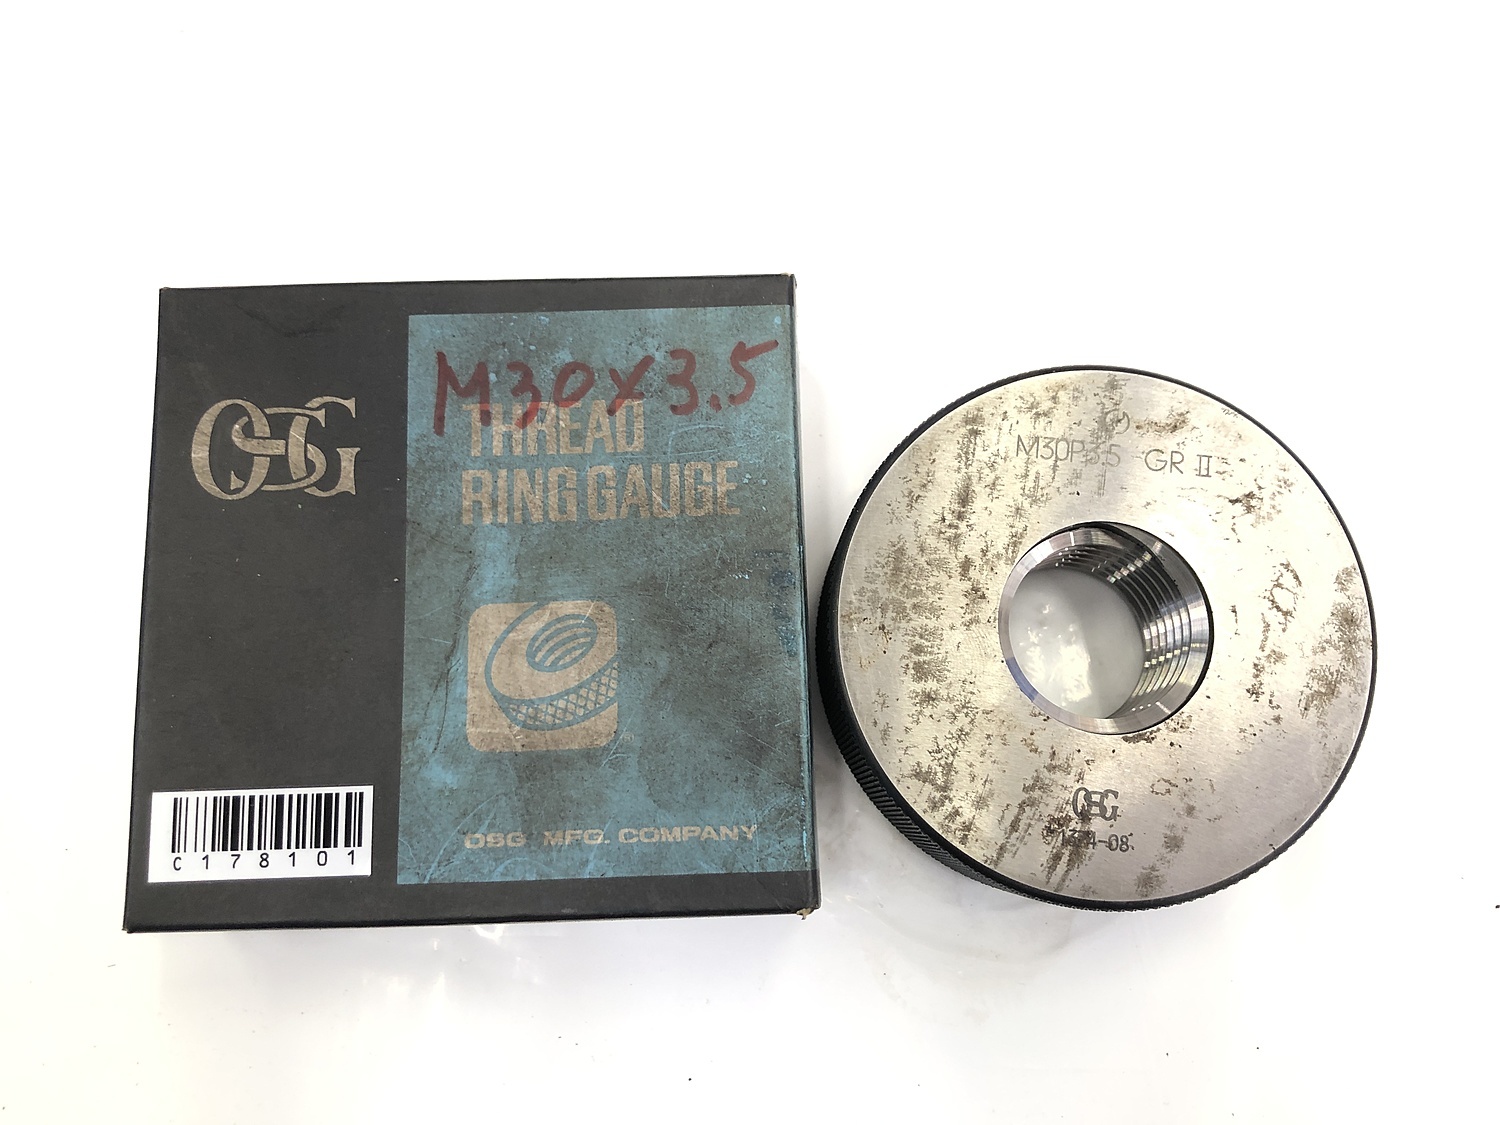 OSG
M30X3.5
THREAD
RING GAUGE
OSG MFG. COMPANY
C178101
M30P3.5 GR II
OSG